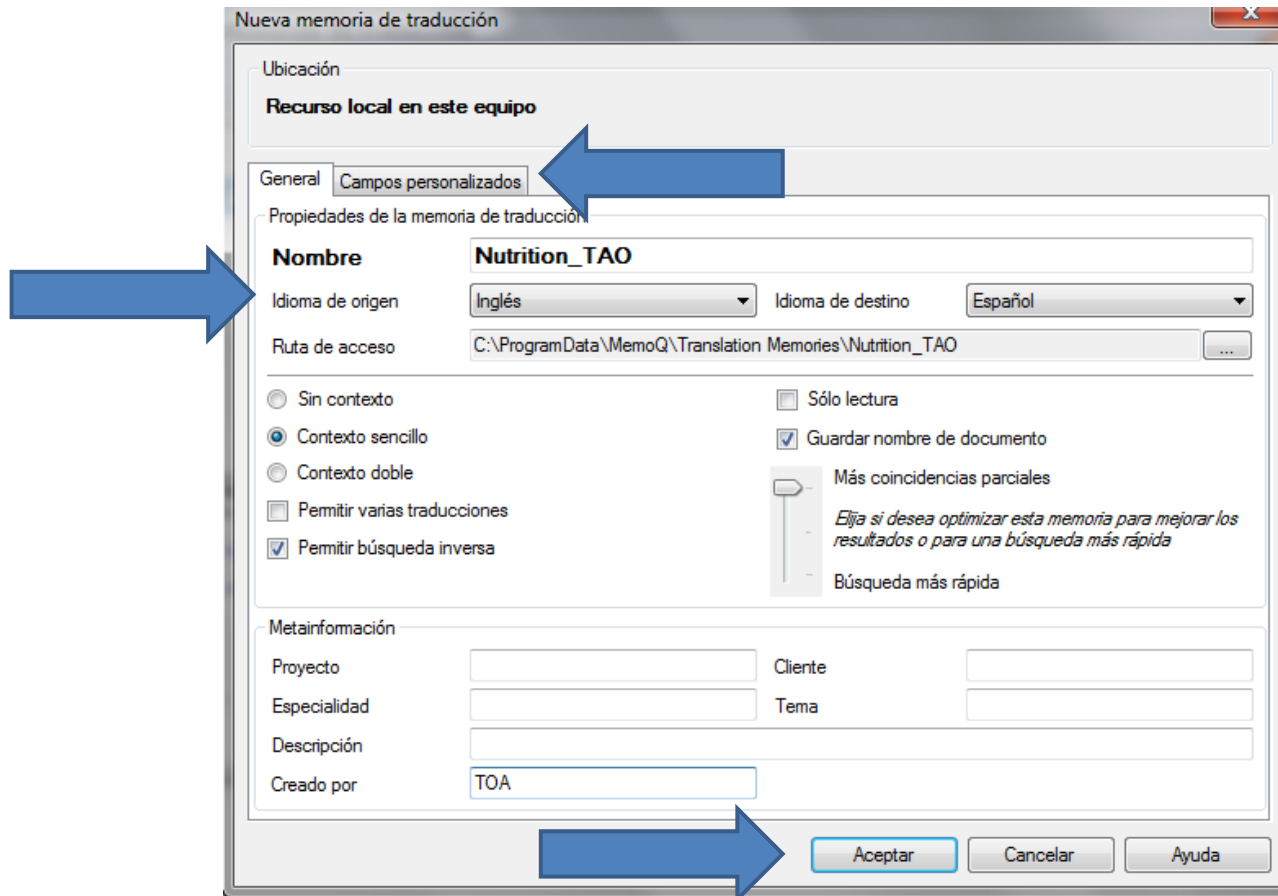 Nueva memoria de traducción
Ubicación
Recurso local en este equipo
General Campos personalizados
Propiedades de la memoria de traducción
Nombre Nutrition_TAO
Idioma de origen Inglés Idioma de destino Español
Ruta de acceso C:\ProgramData\MemoQ\Translation Memories\Nutrition_TAO ...
Sin contexto Sólo lectura
Contexto sencillo Guardar nombre de documento
Contexto doble Más coincidencias parciales
Permitir varias traducciones Elija si desea optimizar esta memoria para mejorar los
Permitir búsqueda inversa resultados o para una búsqueda más rápida
Búsqueda más rápida
Metainformación
Proyecto Cliente
Especialidad Tema
Descripción
Creado por TOA
Aceptar Cancelar Ayuda